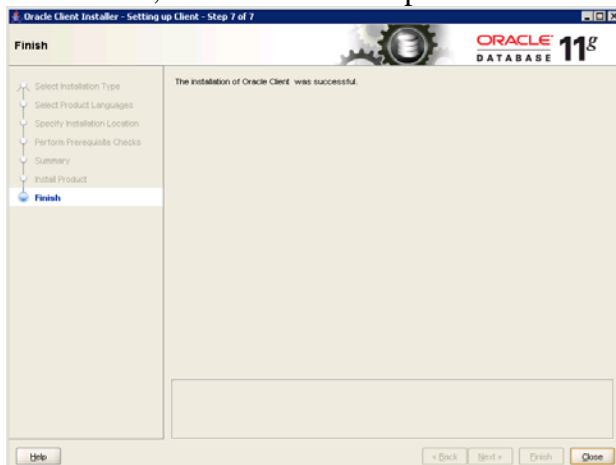 Oracle Client Installer - Setting up Client - Step 7 of 7
Finish
ORACLE
DATABASE
11g
Select Installation Type
Select Product Languages
Specify Installation Location
Perform Prerequisite Checks
Summary
Install Product
Finish
The installation of Oracle Client was successful.
Help
< Back
Next >
Finish
Close